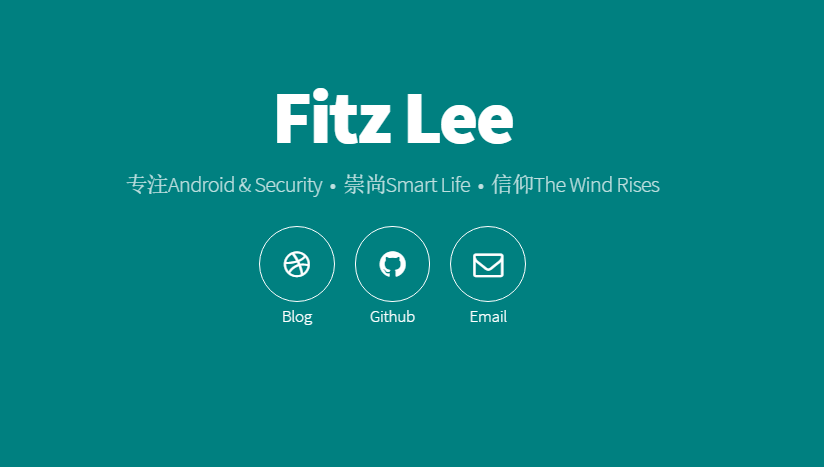 Fitz Lee
专注Android & Security • 崇尚Smart Life • 信仰The Wind Rises
Blog Github Email